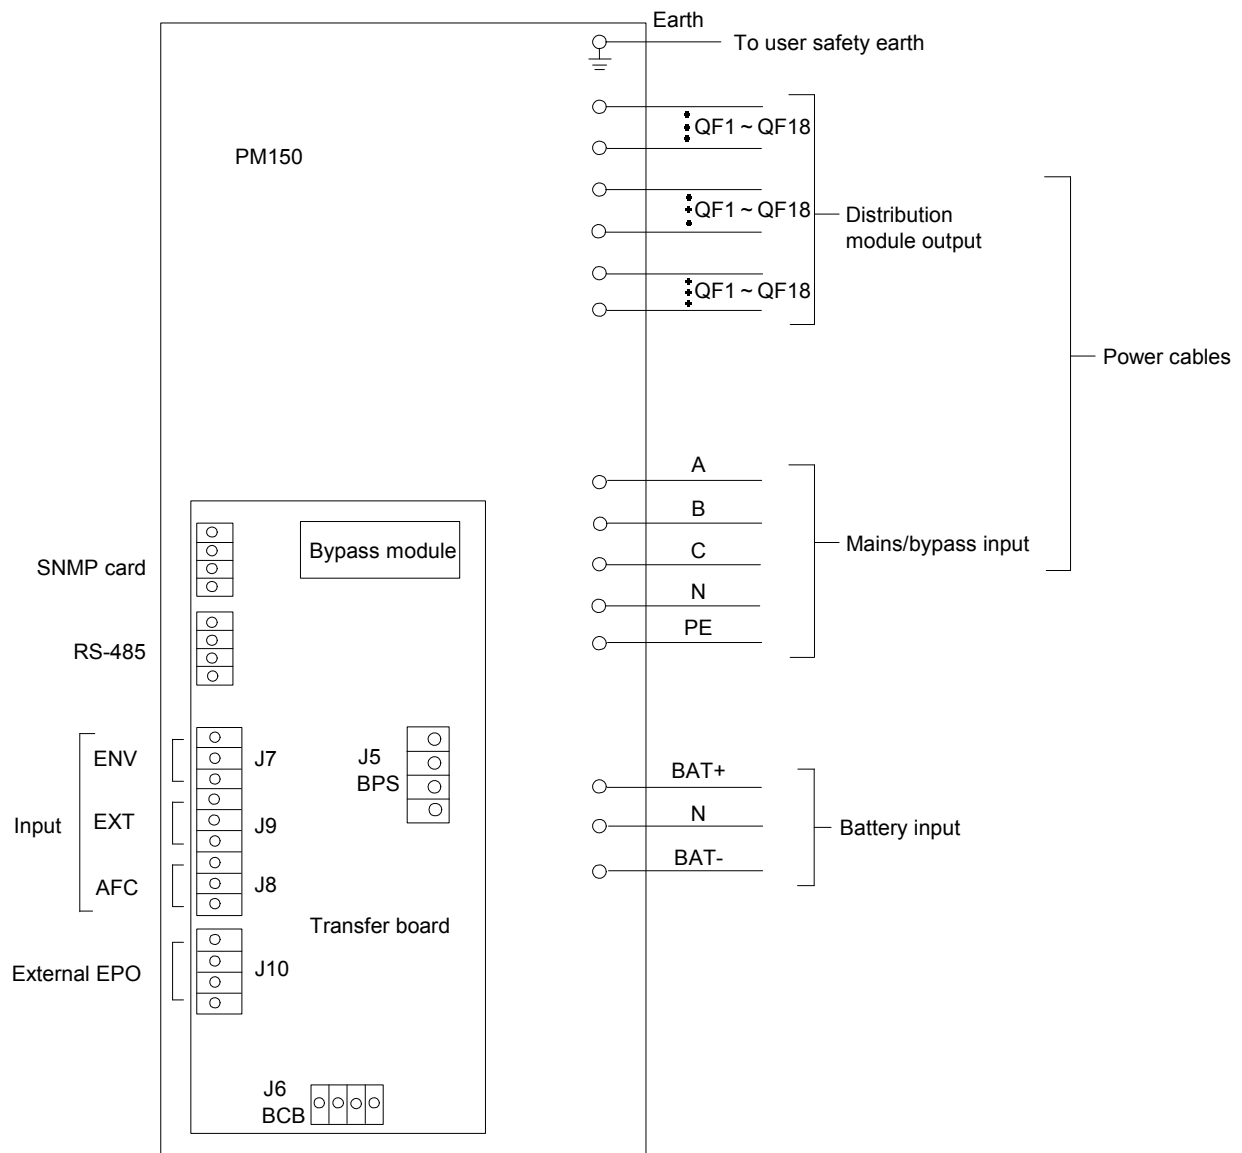 Earth
To user safety earth
QF1 ~ QF18
PM150
QF1 ~ QF18
Distribution
module output
QF1 ~ QF18
Power cables
A
B
C
N
PE
Mains/bypass input
Bypass module
SNMP card
RS-485
Input
ENV
J7
EXT
J9
AFC
J8
J5
BPS
BAT+
N
BAT-
Battery input
Transfer board
External EPO
J10
J6
BCB